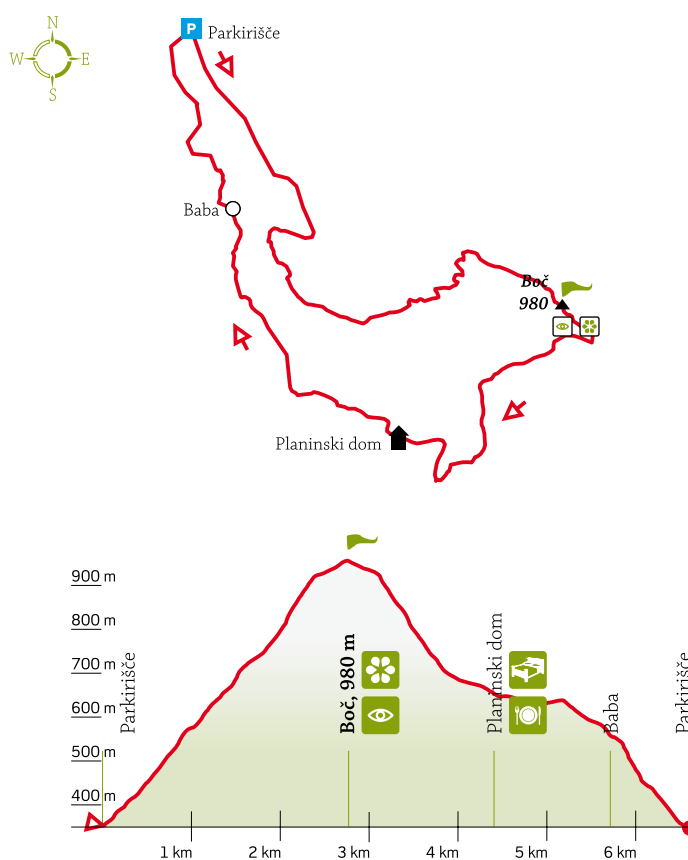 N
P Parkirišče
W E
S
Baba
Boč
980
Planinski dom
900 m
800 m
700 m
600 m
500 m
400 m
Parkirišče
Boč, 980 m
Planinski dom
Baba
Parkirišče
1 km 2 km 3 km 4 km 5 km 6 km